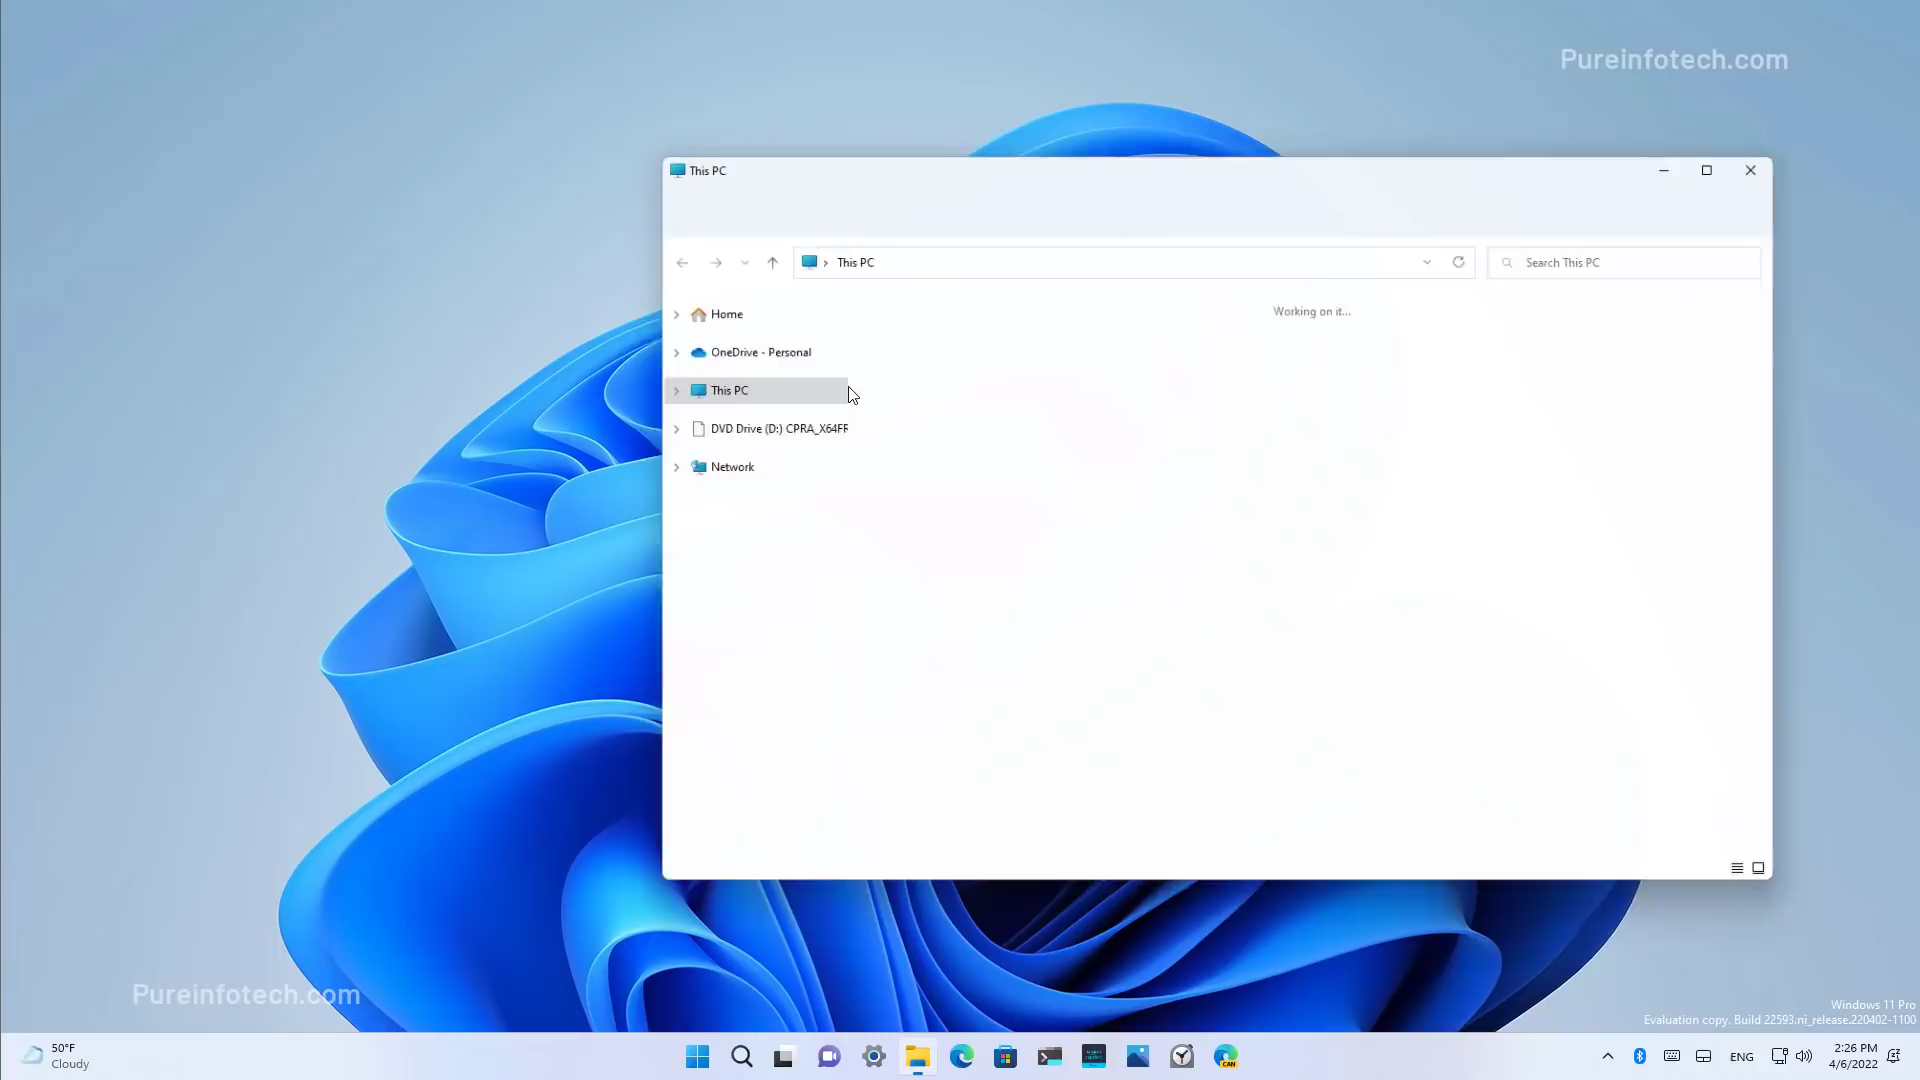 Pureinfotech.com
This PC
This PC
Search This PC
Working on it...
Home
OneDrive - Personal
This PC
DVD Drive (D:) CPRA_X64FF
Network
Pureinfotech.com
Windows 11 Pro
Evaluation copy. Build 22593.ni_release.220402-1100
50°F
Cloudy
CAN
ENG
2:26 PM
4/6/2022